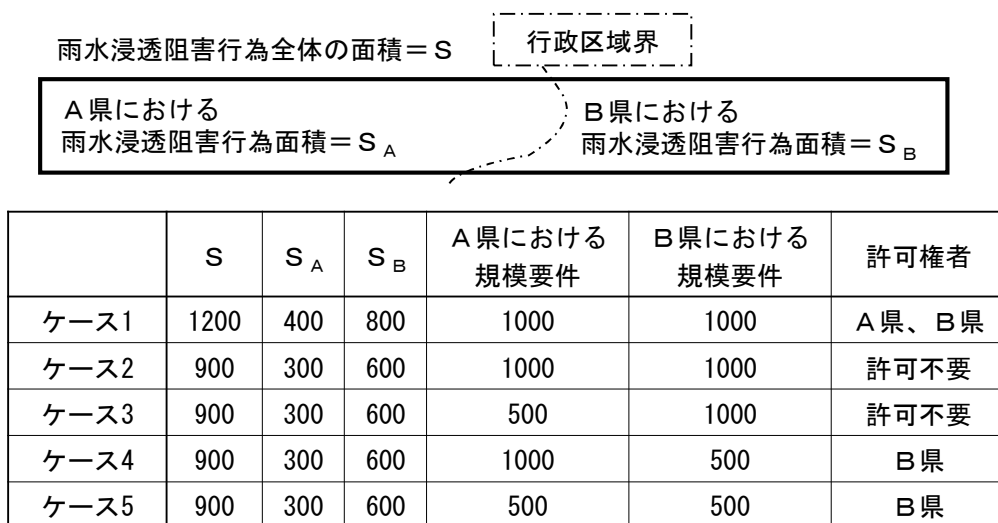 雨水浸透阻害行為全体の面積＝Ｓ
行政区域界
Ａ県における
雨水浸透阻害行為面積＝ＳA
Ｂ県における
雨水浸透阻害行為面積＝ＳB
Ｓ ＳA ＳB Ａ県における規模要件 Ｂ県における規模要件 許可権者
ケース1 1200 400 800 1000 1000 Ａ県、Ｂ県
ケース2 900 300 600 1000 1000 許可不要
ケース3 900 300 600 500 1000 許可不要
ケース4 900 300 600 1000 500 Ｂ県
ケース5 900 300 600 500 500 Ｂ県